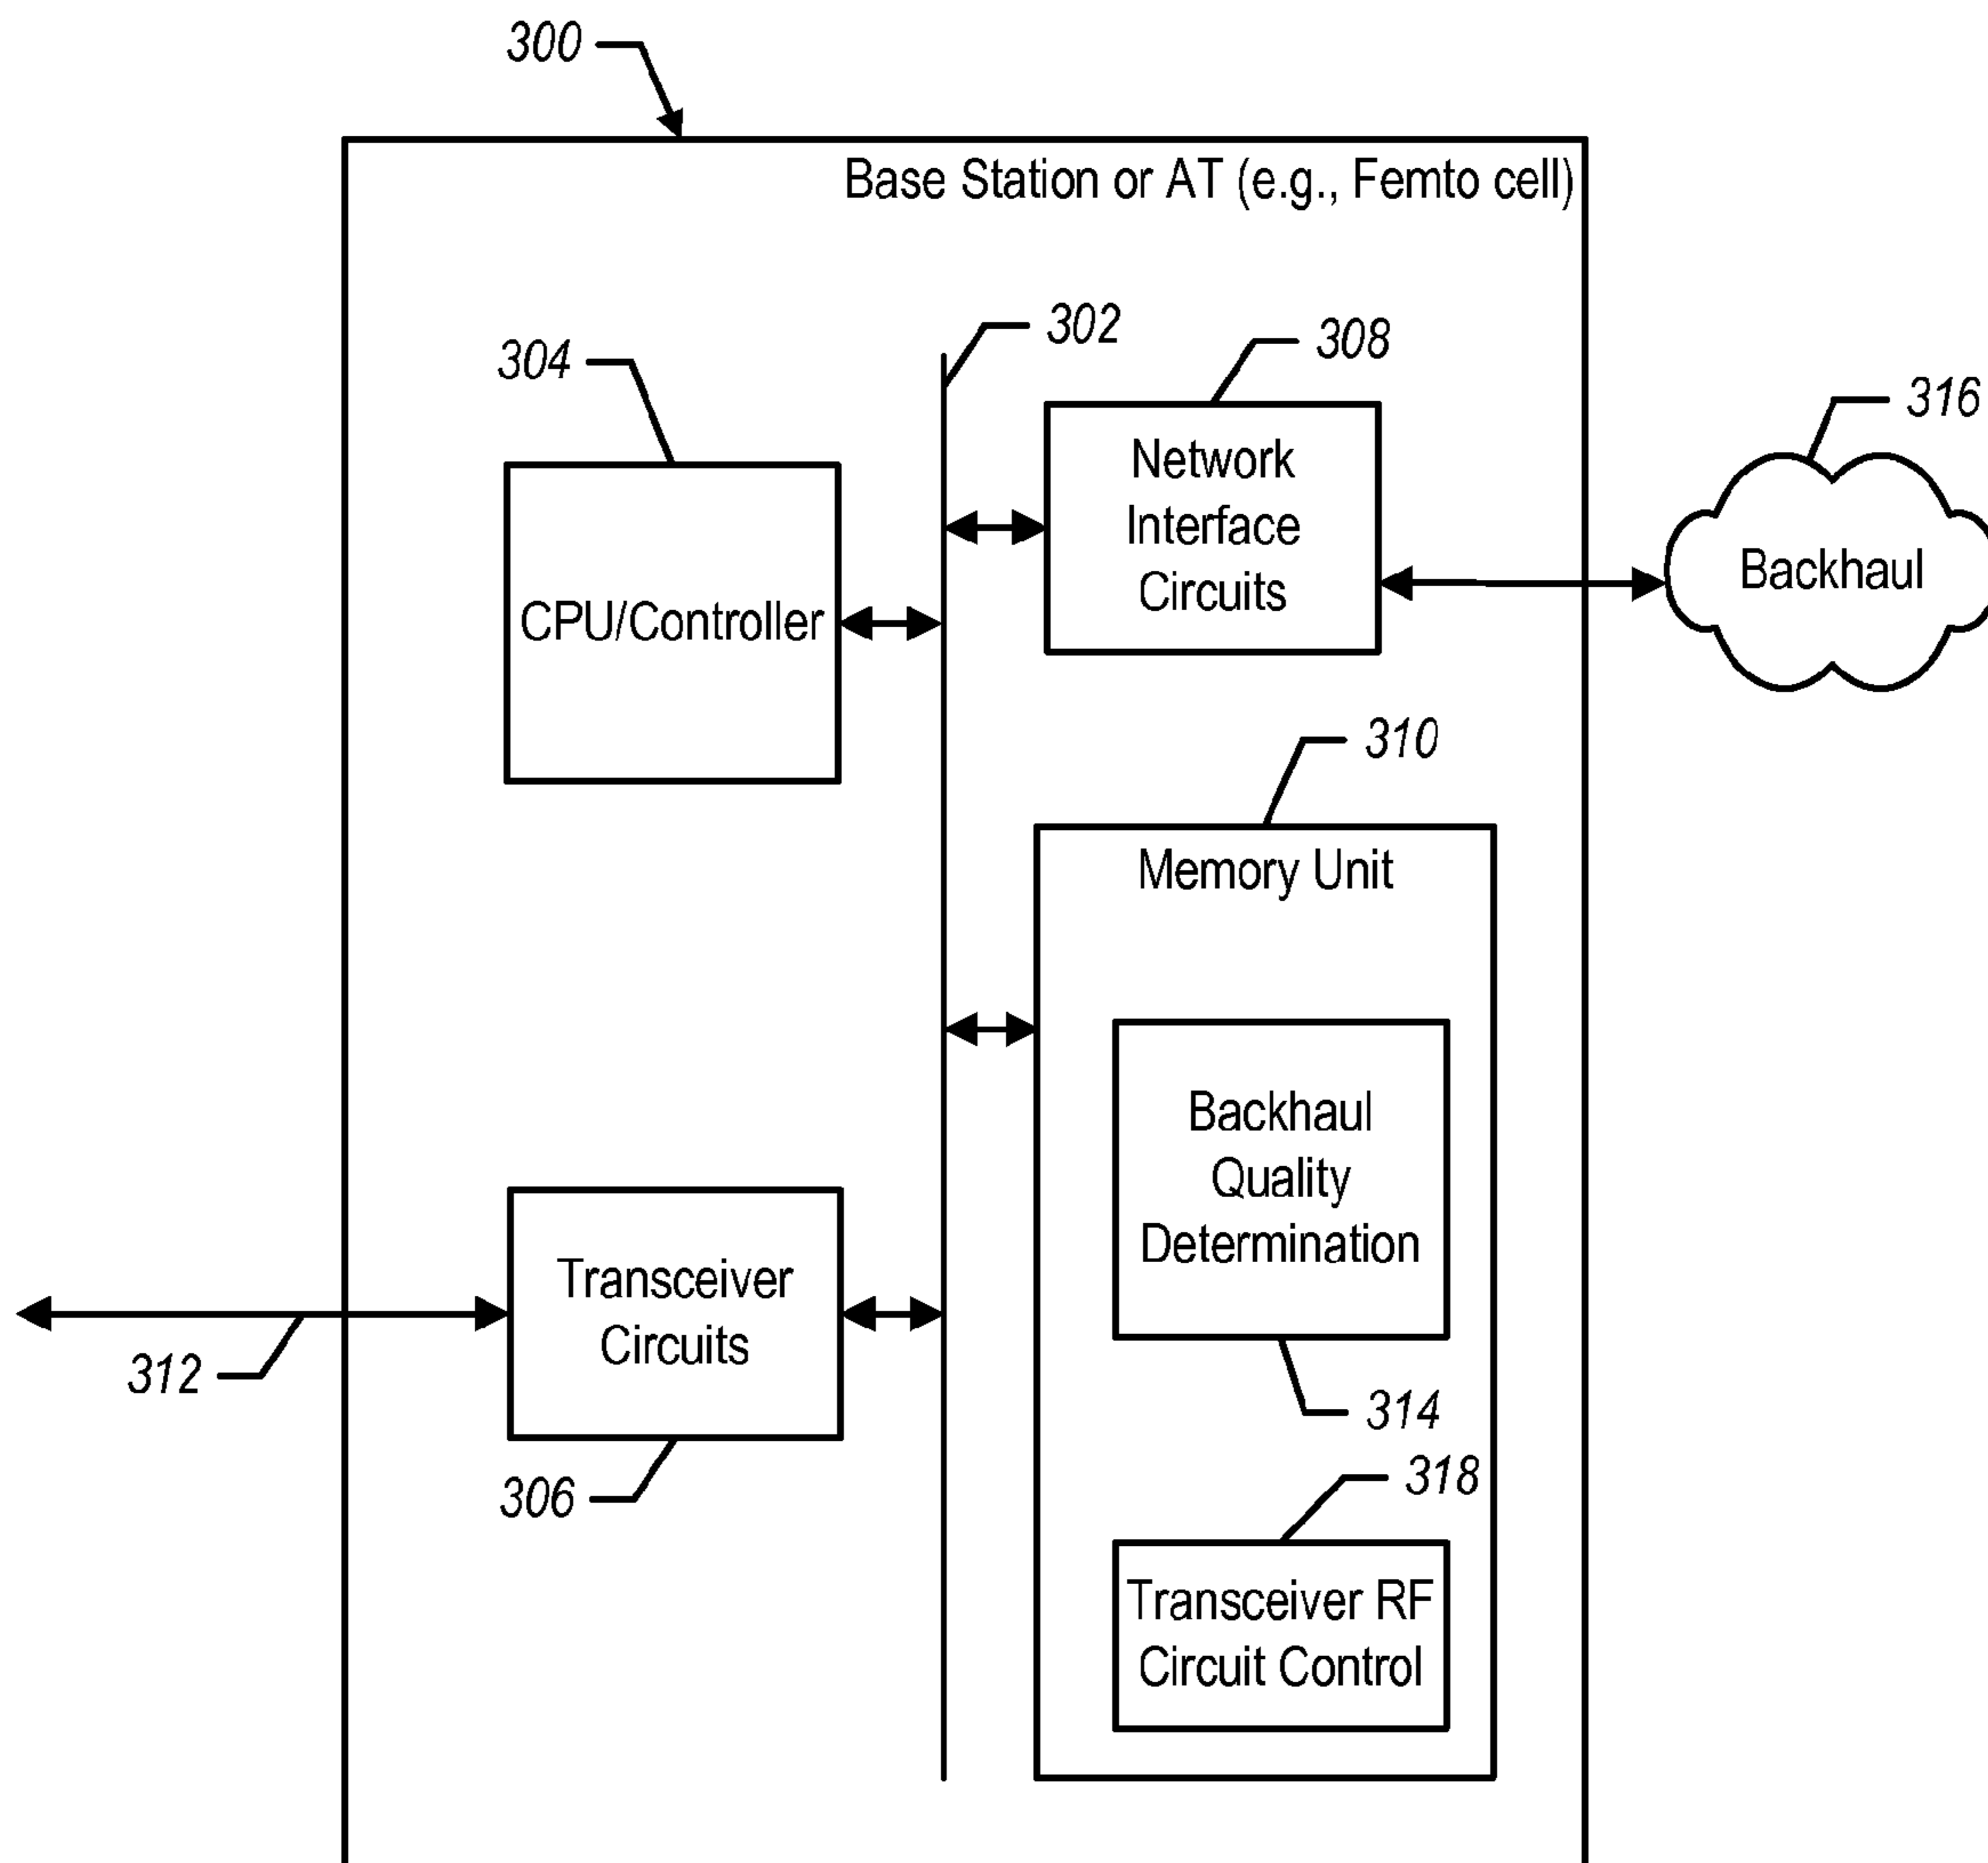 300
Base Station or AT (e.g., Femto cell)
302
308
304
316
Network
Interface
Circuits
Backhaul
CPU/Controller
310
Memory Unit
Backhaul
Quality
Determination
Transceiver
Circuits
312
314
306
318
Transceiver RF
Circuit Control